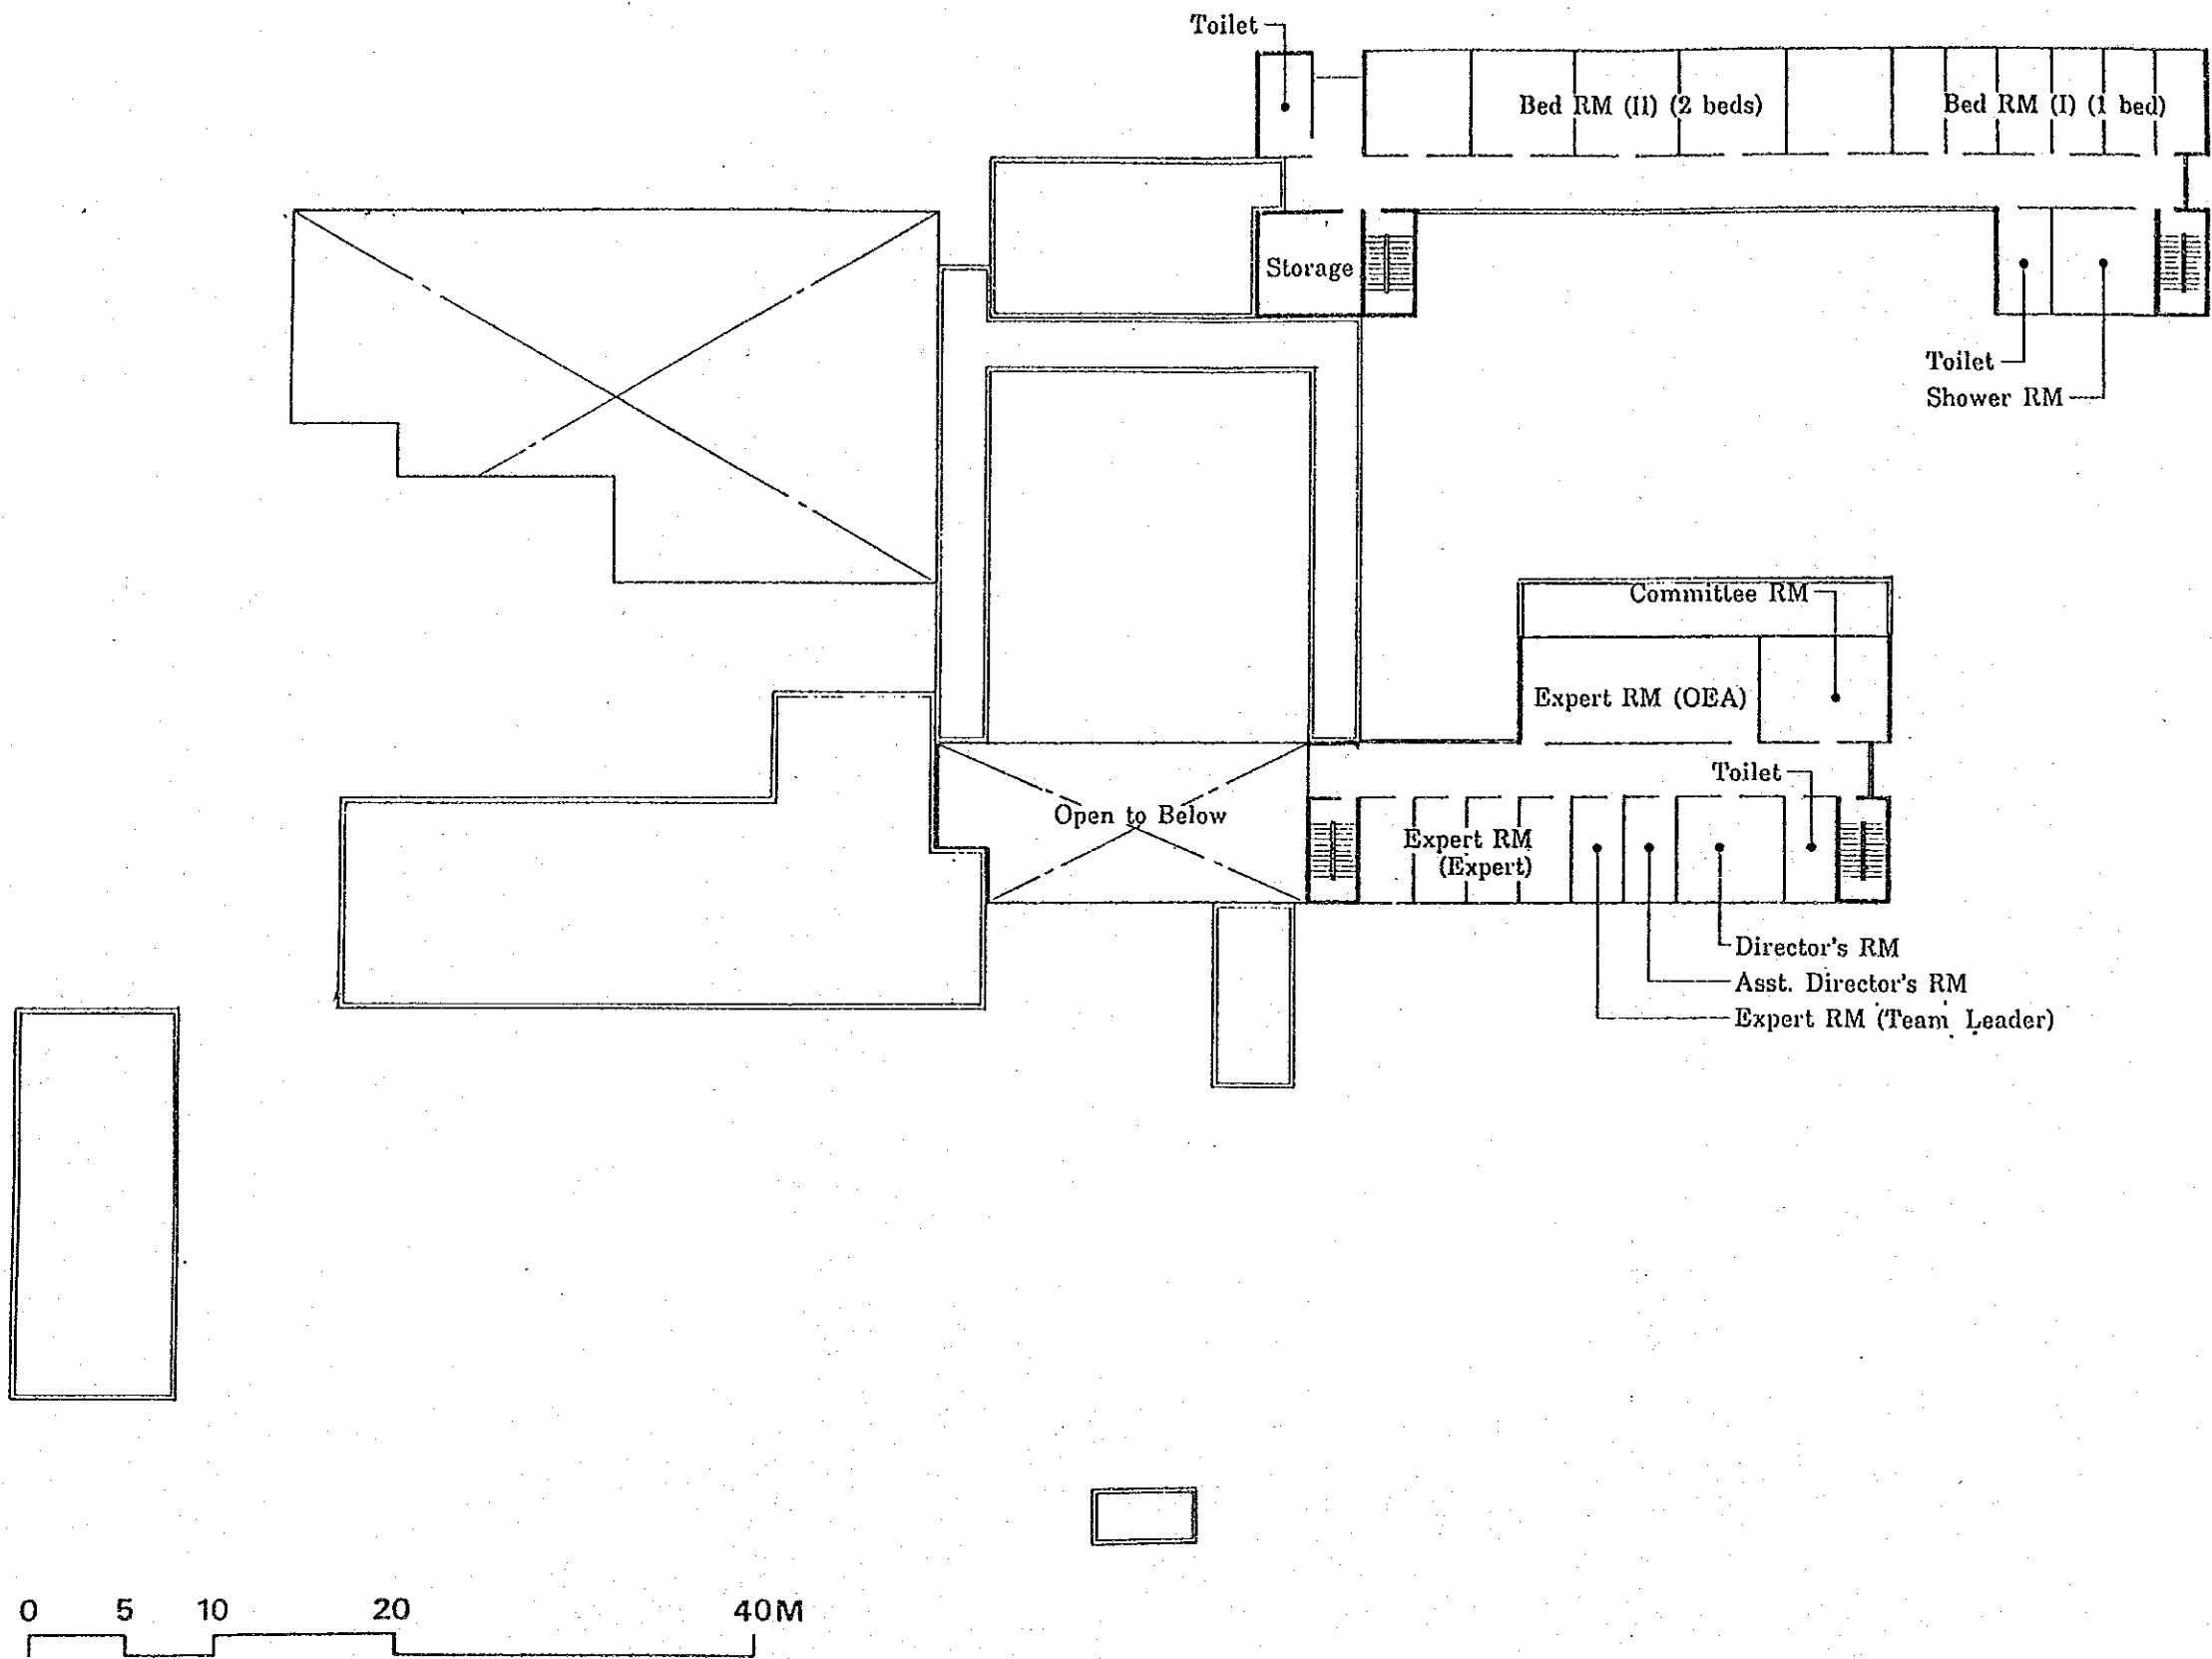 Toilet
Bed RM (II) (2 beds)
Bed RM (I) (1 bed)
Storage
Toilet
Shower RM
Committee RM
Expert RM (OEA)
Toilet
Open to Below
Expert RM
(Expert)
Director's RM
Asst. Director's RM
Expert RM (Team Leader)
0 5 10 20 40M